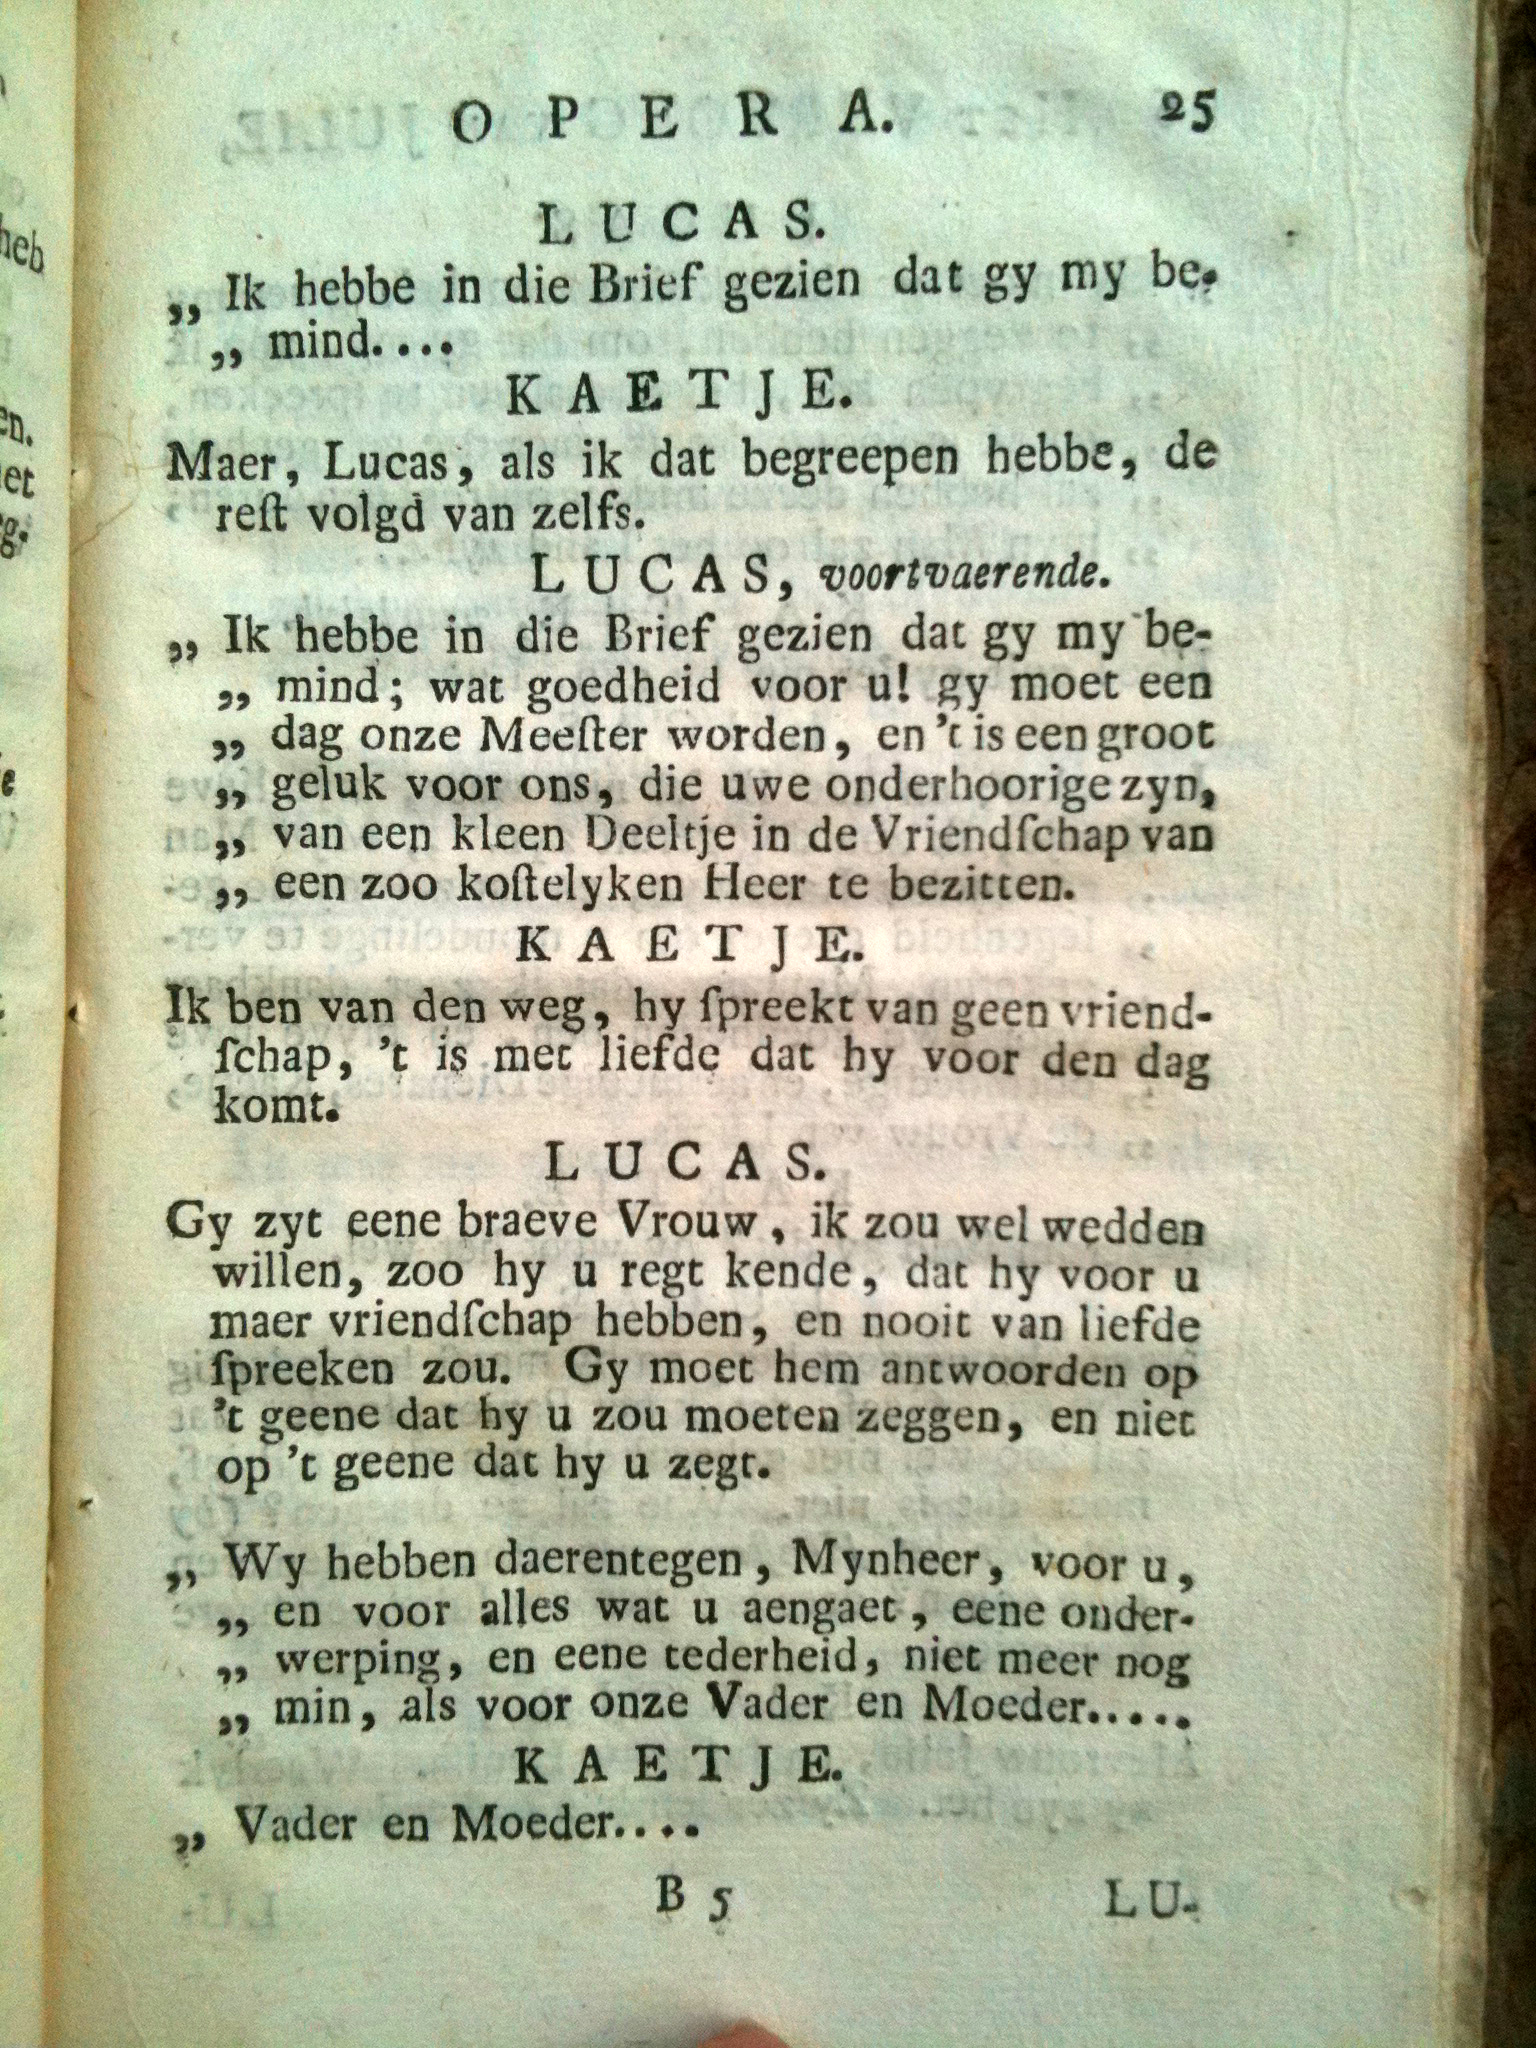 OPERA. 25
LUCAS.
„ Ik hebbe in die Brief gezien dat gy my be-
„ mind....
KAETJE.
Maer, Lucas, als ik dat begreepen hebbe, de
reſt volgd van zelfs.
LUCAS, voortvaerende.
„ Ik hebbe in die Brief gezien dat gy my be-
„ mind; wat goedheid voor u! gy moet een
„ dag onze Meeſter worden, en 't is een groot
„ geluk voor ons, die uwe onderhoorige zyn,
„ van een kleen Deeltje in de Vriendſchap van
„ een zoo koſtelyken Heer te bezitten.
KAETJE.
Ik ben van den weg, hy ſpreekt van geen vriend-
ſchap, 't is met liefde dat hy voor den dag
komt.
LUCAS.
Gy zyt eene braeve Vrouw, ik zou wel wedden
willen, zoo hy u regt kende, dat hy voor u
maer vriendſchap hebben, en nooit van liefde
ſpreeken zou. Gy moet hem antwoorden op
't geene dat hy u zou moeten zeggen, en niet
op 't geene dat hy u zegt.
„ Wy hebben daerentegen, Mynheer, voor u,
„ en voor alles wat u aengaet, eene onder-
„ werping, en eene tederheid, niet meer nog
„ min, als voor onze Vader en Moeder.....
KAETJE.
„ Vader en Moeder....
B 5 LU-